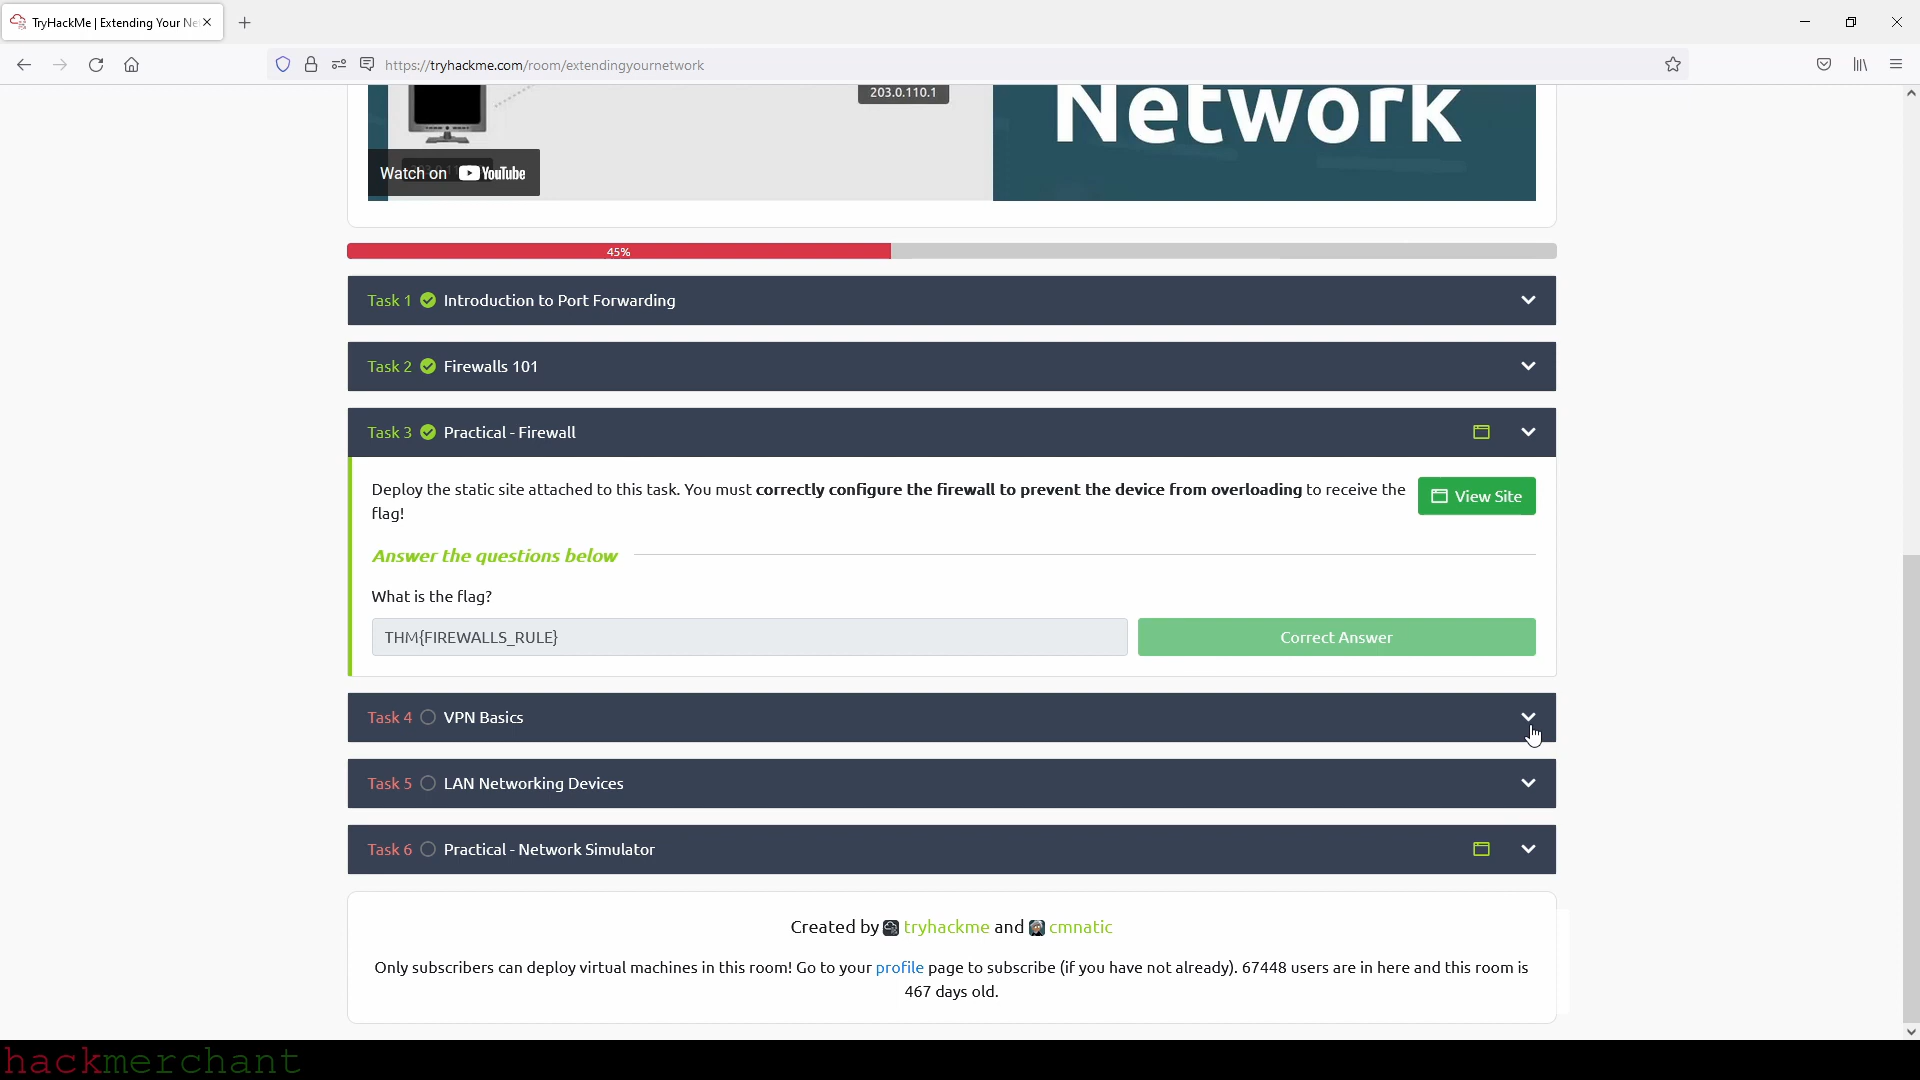 TryHackMe | Extending Your Ne
https://tryhackme.com/room/extendingyournetwork
203.0.110.1
Network
Watch on YouTube
45%
Task 1 Introduction to Port Forwarding
Task 2 Firewalls 101
Task 3 Practical - Firewall
Deploy the static site attached to this task. You must correctly configure the firewall to prevent the device from overloading to receive the
flag!
View Site
Answer the questions below
What is the flag?
THM{FIREWALLS_RULE}
Correct Answer
Task 4 VPN Basics
Task 5 LAN Networking Devices
Task 6 Practical - Network Simulator
Created by tryhackme and cmnatic
Only subscribers can deploy virtual machines in this room! Go to your profile page to subscribe (if you have not already). 67448 users are in here and this room is
467 days old.
hackmerchant